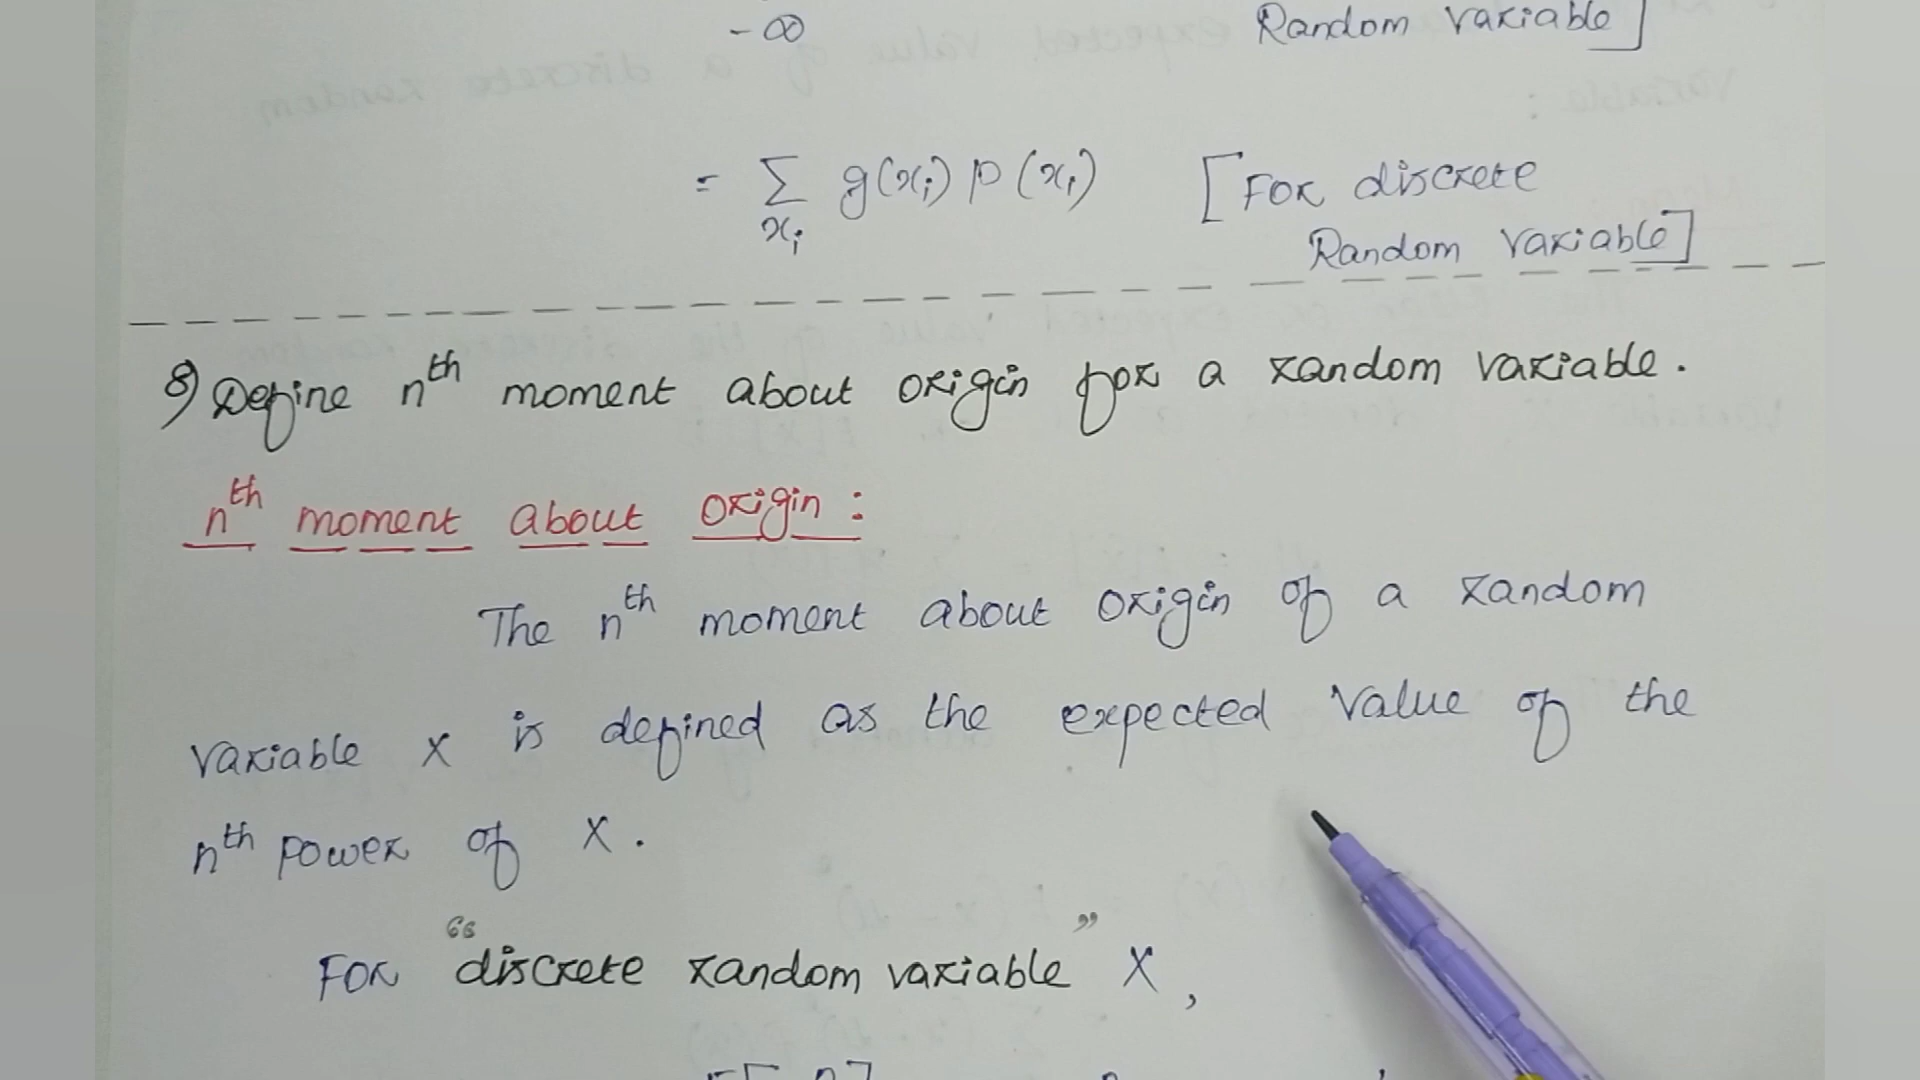 -∞ Random Variable]
= Σ g(xᵢ) p(xᵢ) [For discrete
xᵢ Random Variable]
8) Define nth moment about origin for a random variable.
nth moment about origin :
The nth moment about origin of a random
variable X is defined as the expected value of the
nth power of X.
For "discrete random variable" X,